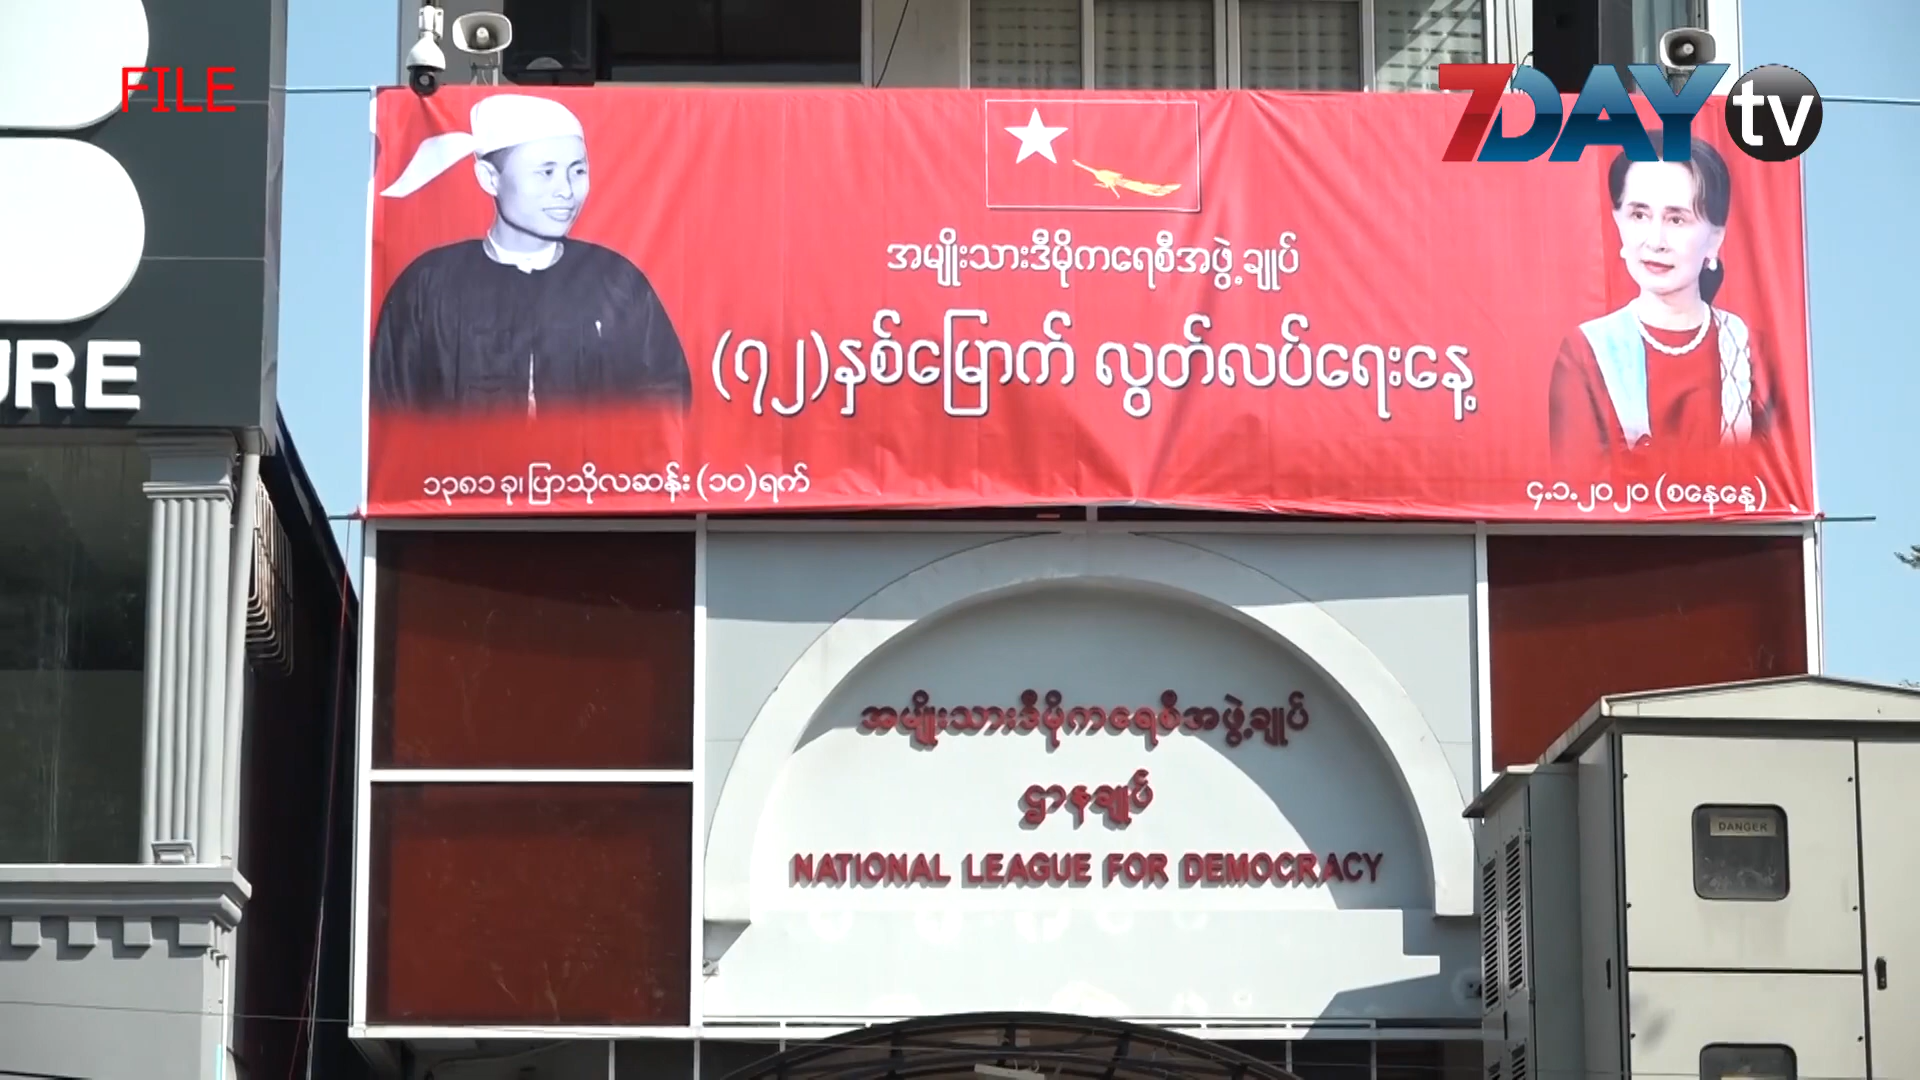 FILE
7DAY tv
အမျိုးသားဒီမိုကရေစီအဖွဲ့ချုပ်
(၇၂)နှစ်မြောက် လွတ်လပ်ရေးနေ့
၁၃၈၁ ခု၊ ပြာသိုလဆန်း (၁၀) ရက်
၄.၁.၂၀၂၀ (စနေနေ့)
URE
အမျိုးသားဒီမိုကရေစီအဖွဲ့ချုပ်
ဌာနချုပ်
NATIONAL LEAGUE FOR DEMOCRACY
DANGER